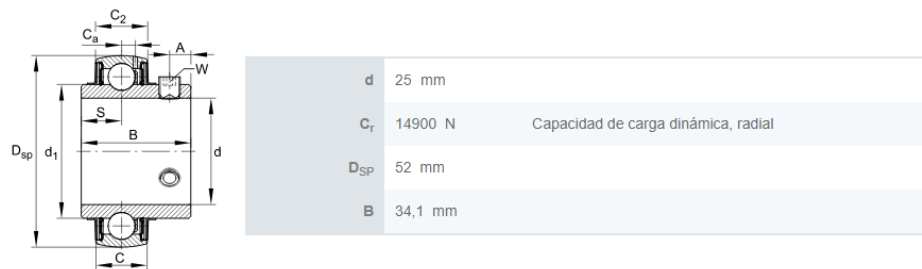 C2
Ca
A
W
S
B
Dsp
d1
d
C
d 25 mm
Cr 14900 N Capacidad de carga dinámica, radial
DSP 52 mm
B 34,1 mm